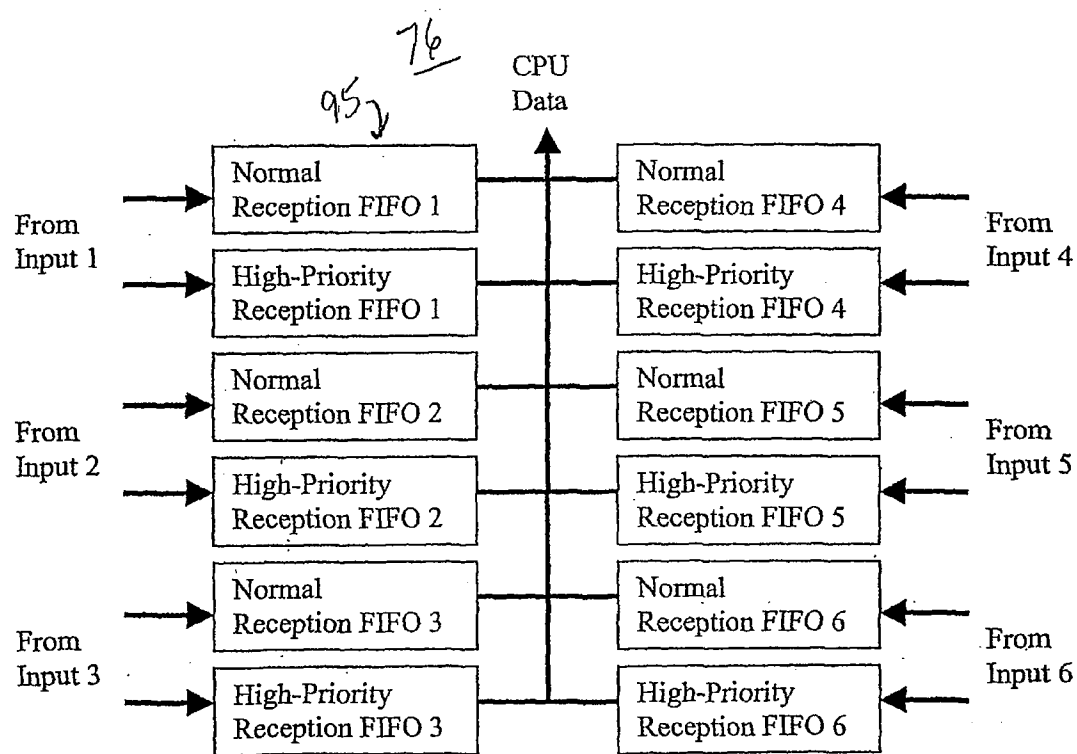 76
95
CPU
Data
Normal
Reception FIFO 1
High-Priority
Reception FIFO 1
From
Input 1
Normal
Reception FIFO 2
High-Priority
Reception FIFO 2
From
Input 2
Normal
Reception FIFO 3
High-Priority
Reception FIFO 3
From
Input 3
Normal
Reception FIFO 4
High-Priority
Reception FIFO 4
From
Input 4
Normal
Reception FIFO 5
High-Priority
Reception FIFO 5
From
Input 5
Normal
Reception FIFO 6
High-Priority
Reception FIFO 6
From
Input 6